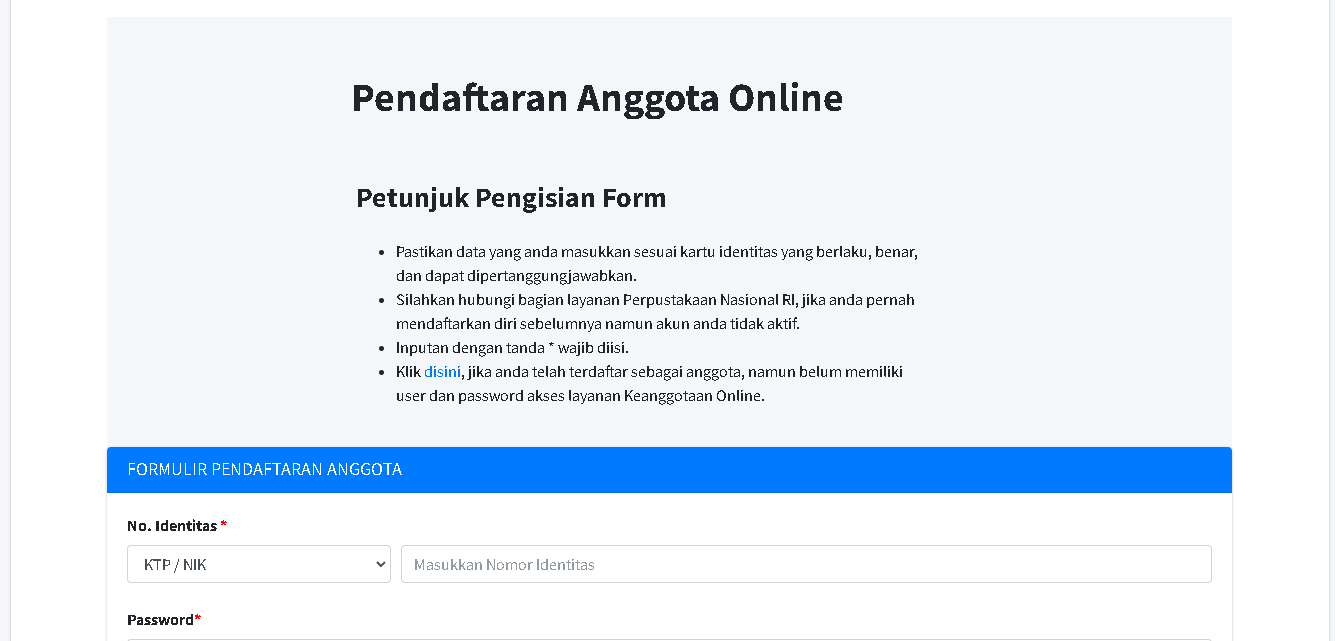 Pendaftaran Anggota Online
Petunjuk Pengisian Form
• Pastikan data yang anda masukkan sesuai kartu identitas yang berlaku, benar,
dan dapat dipertanggungjawabkan.
• Silahkan hubungi bagian layanan Perpustakaan Nasional RI, jika anda pernah
mendaftarkan diri sebelumnya namun akun anda tidak aktif.
• Inputan dengan tanda * wajib diisi.
• Klik disini, jika anda telah terdaftar sebagai anggota, namun belum memiliki
user dan password akses layanan Keanggotaan Online.
FORMULIR PENDAFTARAN ANGGOTA
No. Identitas *
KTP / NIK Masukkan Nomor Identitas
Password*